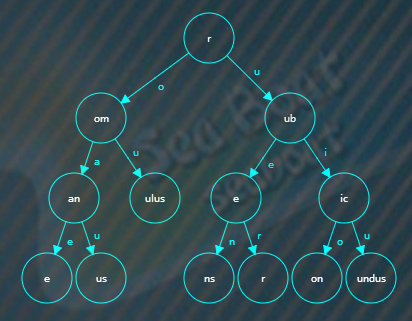 r
o u
om ub
a u e i
an ulus e ic
e u n r o u
e us ns r on undus